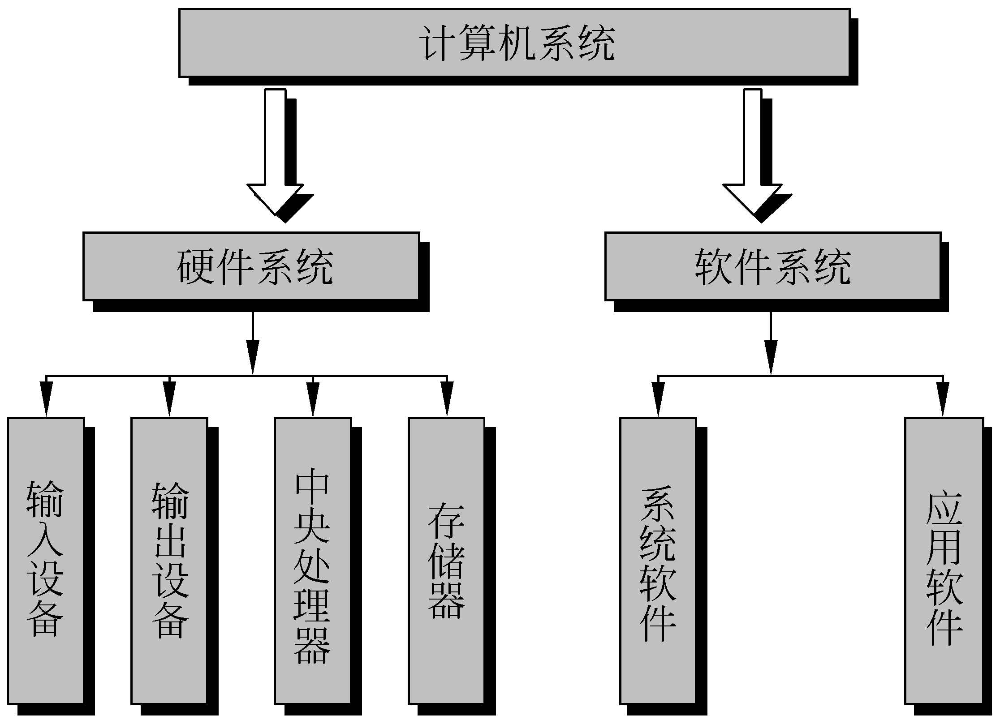 计算机系统
硬件系统
软件系统
输入设备
输出设备
中央处理器
存储器
系统软件
应用软件